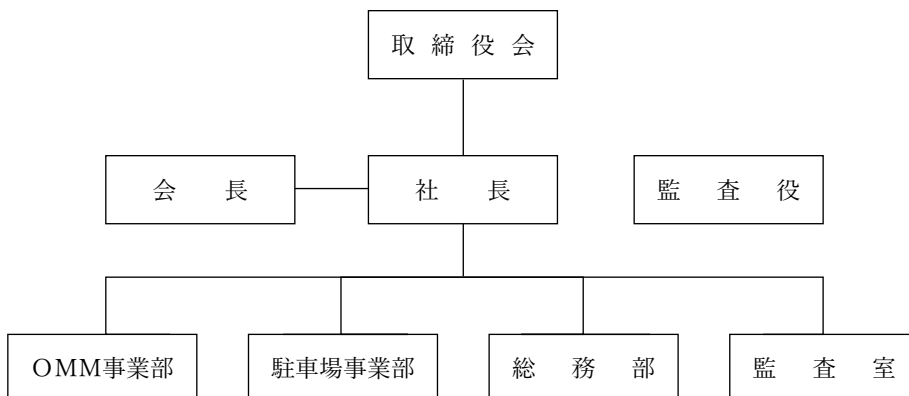 取締役会
会長
社長
監査役
OMM事業部
駐車場事業部
総務部
監査室